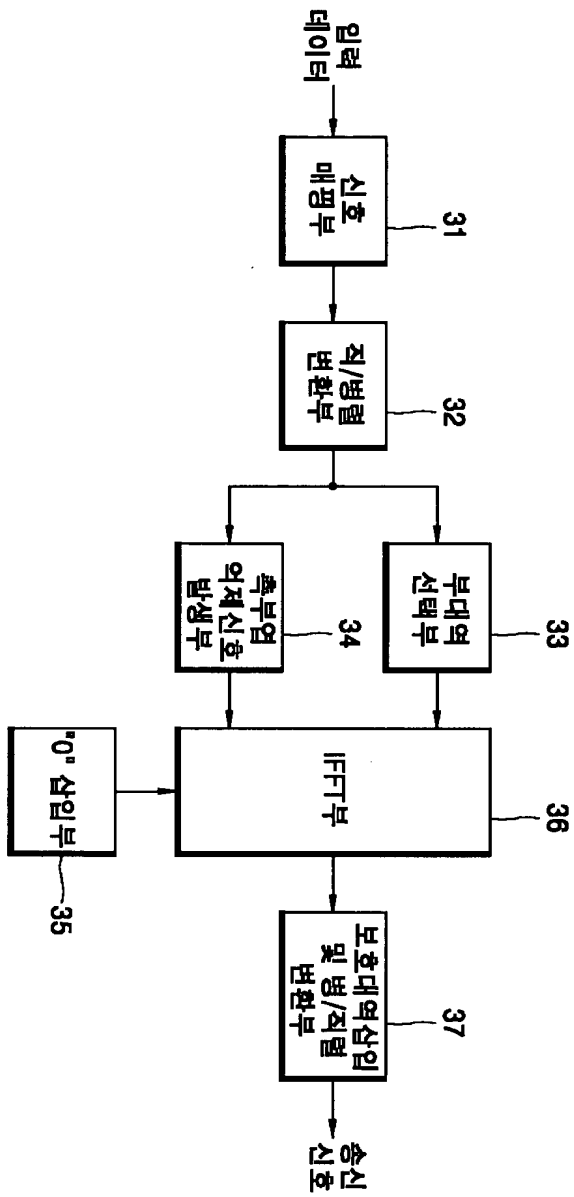 입력
데이터
신호
매핑부
31
직/병렬
변환부
32
부대역
선택부
33
측부엽
억제신호
발생부
34
"0" 삽입부
35
IFFT부
36
보호대역삽입
및 병/직렬
변환부
37
송신
신호